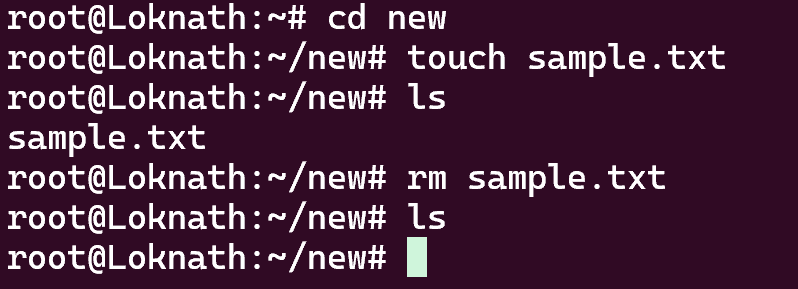 root@Loknath:~# cd new
root@Loknath:~/new# touch sample.txt
root@Loknath:~/new# ls
sample.txt
root@Loknath:~/new# rm sample.txt
root@Loknath:~/new# ls
root@Loknath:~/new#